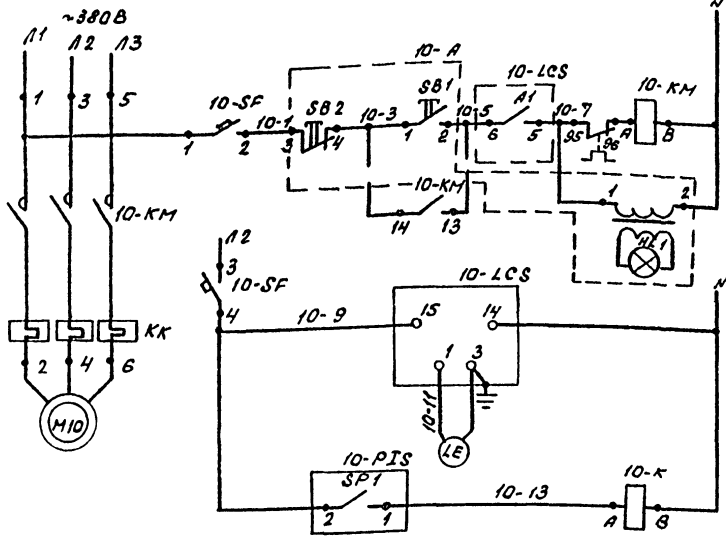 ~380В
Л1 Л2 Л3 N
1 3 5
10-SF 10-1 SB2 10-3 10-А SB1 10-5 10-LCS А1 10-7 10-КМ
1 2 3 4 1 2 6 5 95 96 А В
10-КМ
14 13
1 2
HL1
10-КМ
КК
2 4 6
М10
Л2 N
3
10-SF
4
10-9
10-LCS
15 14
1 3
10-11
LE
10-PIS
SP1
2 1
10-13
10-К
А В